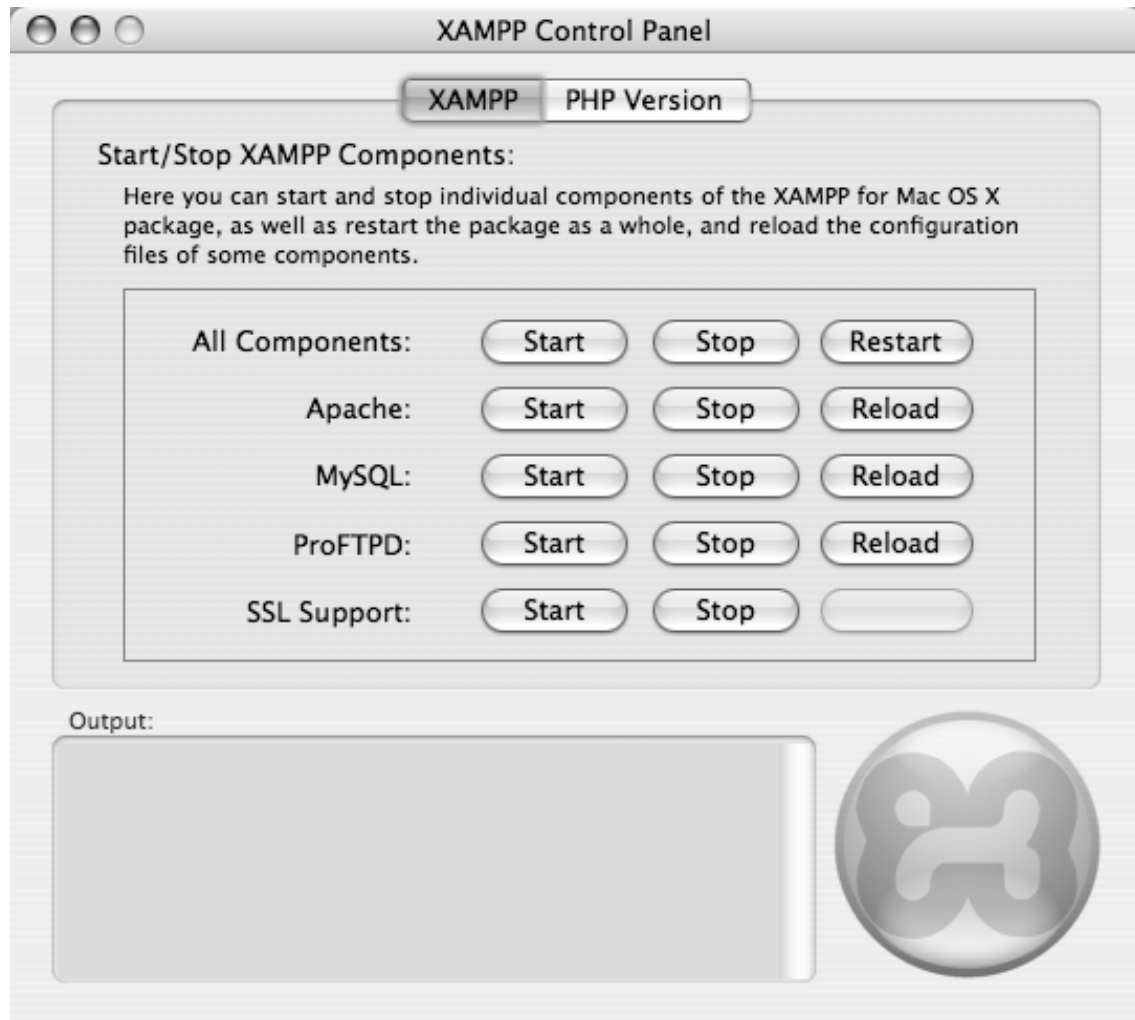 XAMPP Control Panel
XAMPP PHP Version
Start/Stop XAMPP Components:
Here you can start and stop individual components of the XAMPP for Mac OS X
package, as well as restart the package as a whole, and reload the configuration
files of some components.
All Components: Start Stop Restart
Apache: Start Stop Reload
MySQL: Start Stop Reload
ProFTPD: Start Stop Reload
SSL Support: Start Stop
Output: